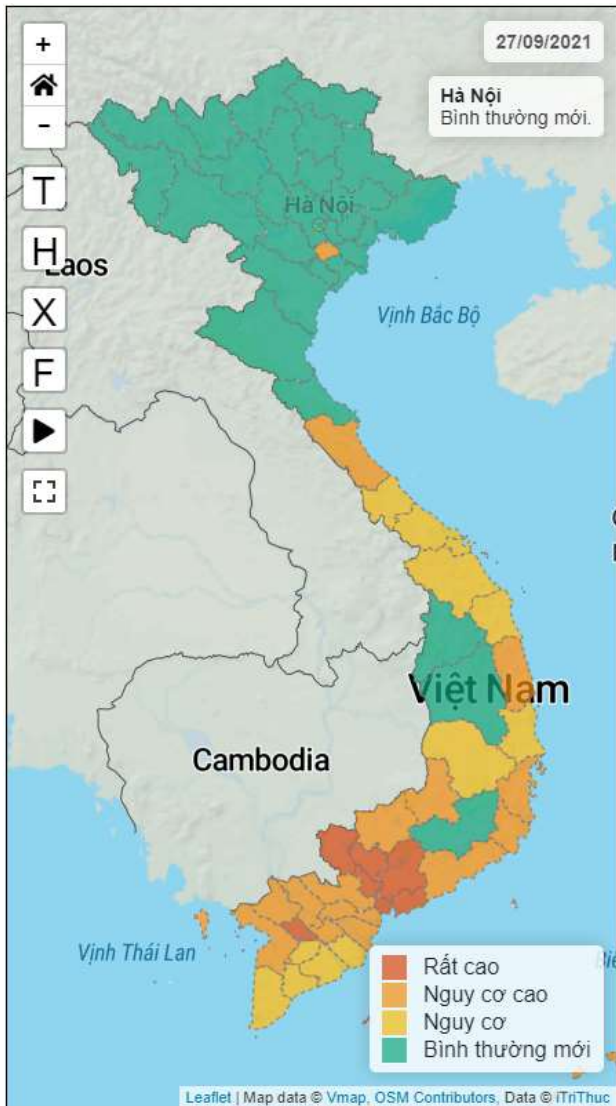 +
-
T
H
X
F
27/09/2021
Hà Nội
Bình thường mới.
Hà Nội
Laos
Vịnh Bắc Bộ
Việt Nam
Cambodia
Vịnh Thái Lan
Rất cao
Nguy cơ cao
Nguy cơ
Bình thường mới
Leaflet | Map data © Vmap, OSM Contributors, Data © iTriThuc